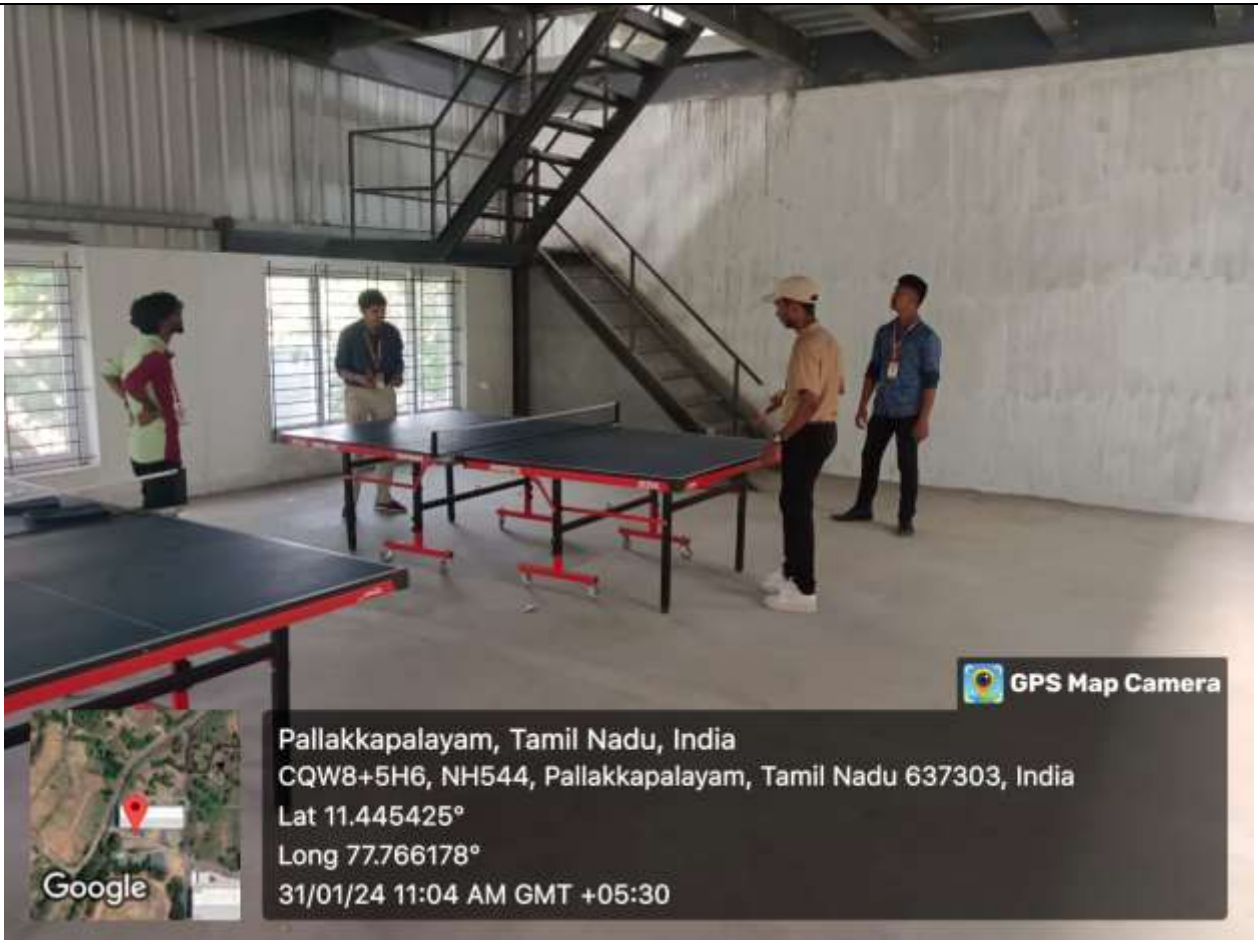 GPS Map Camera
Pallakkapalayam, Tamil Nadu, India
CQW8+5H6, NH544, Pallakkapalayam, Tamil Nadu 637303, India
Lat 11.445425°
Long 77.766178°
31/01/24 11:04 AM GMT +05:30
Google